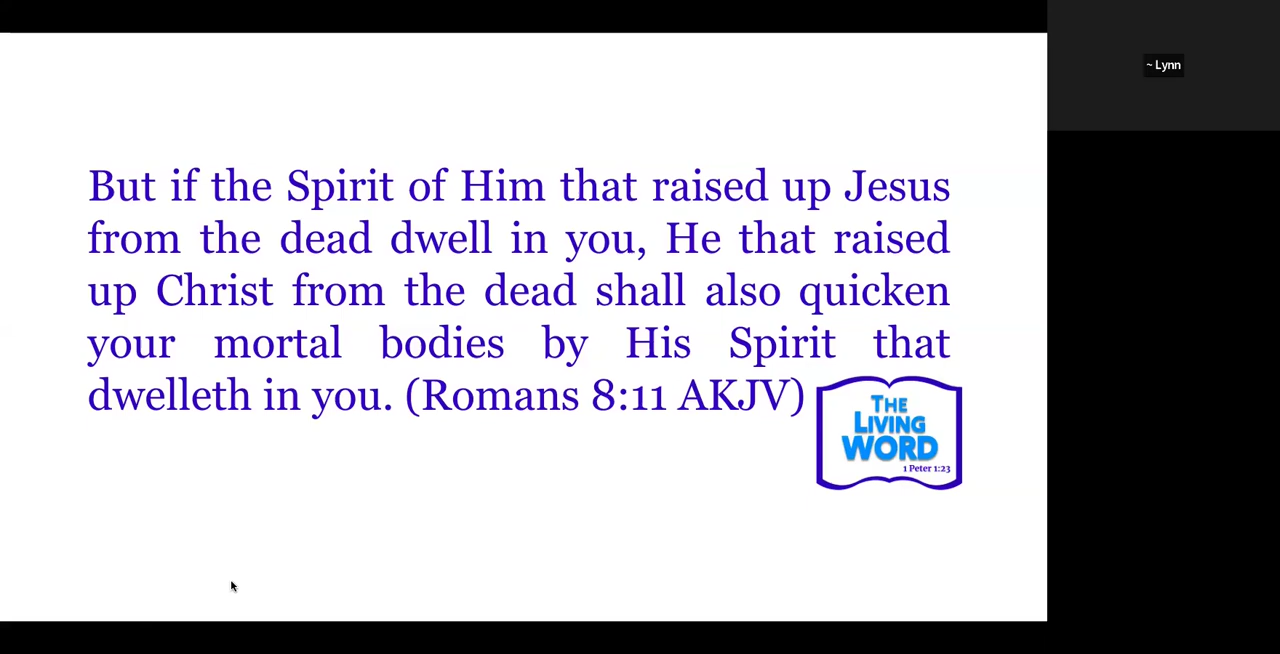 But if the Spirit of Him that raised up Jesus
from the dead dwell in you, He that raised
up Christ from the dead shall also quicken
your mortal bodies by His Spirit that
dwelleth in you. (Romans 8:11 AKJV)
THE
LIVING
WORD
1 Peter 1:23
~ Lynn